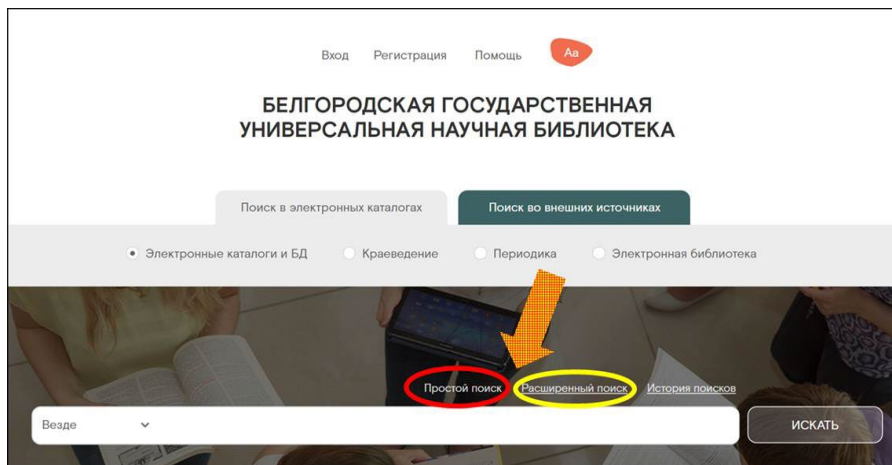 Вход Регистрация Помощь Aa
БЕЛГОРОДСКАЯ ГОСУДАРСТВЕННАЯ
УНИВЕРСАЛЬНАЯ НАУЧНАЯ БИБЛИОТЕКА
Поиск в электронных каталогах Поиск во внешних источниках
Электронные каталоги и БД Краеведение Периодика Электронная библиотека
Простой поиск Расширенный поиск История поисков
Везде ИСКАТЬ